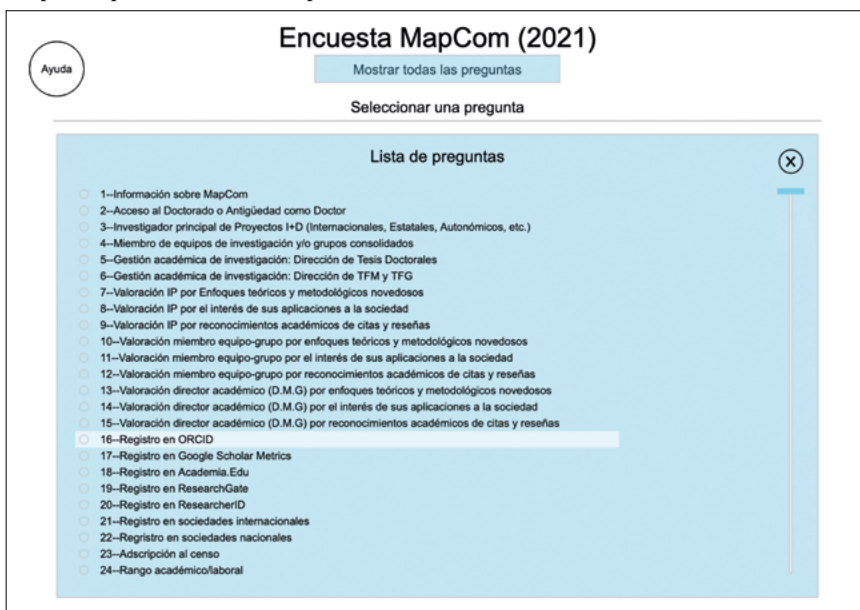 Encuesta MapCom (2021)
Ayuda
Mostrar todas las preguntas
Seleccionar una pregunta
Lista de preguntas
X
1--Información sobre MapCom
2--Acceso al Doctorado o Antigüedad como Doctor
3--Investigador principal de Proyectos I+D (Internacionales, Estatales, Autonómicos, etc.)
4--Miembro de equipos de investigación y/o grupos consolidados
5--Gestión académica de investigación: Dirección de Tesis Doctorales
6--Gestión académica de investigación: Dirección de TFM y TFG
7--Valoración IP por Enfoques teóricos y metodológicos novedosos
8--Valoración IP por el interés de sus aplicaciones a la sociedad
9--Valoración IP por reconocimientos académicos de citas y reseñas
10--Valoración miembro equipo-grupo por enfoques teóricos y metodológicos novedosos
11--Valoración miembro equipo-grupo por el interés de sus aplicaciones a la sociedad
12--Valoración miembro equipo-grupo por reconocimientos académicos de citas y reseñas
13--Valoración director académico (D.M.G) por enfoques teóricos y metodológicos novedosos
14--Valoración director académico (D.M.G) por el interés de sus aplicaciones a la sociedad
15--Valoración director académico (D.M.G) por reconocimientos académicos de citas y reseñas
16--Registro en ORCID
17--Registro en Google Scholar Metrics
18--Registro en Academia.Edu
19--Registro en ResearchGate
20--Registro en ResearcherID
21--Registro en sociedades internacionales
22--Regristro en sociedades nacionales
23--Adscripción al censo
24--Rango académico/laboral